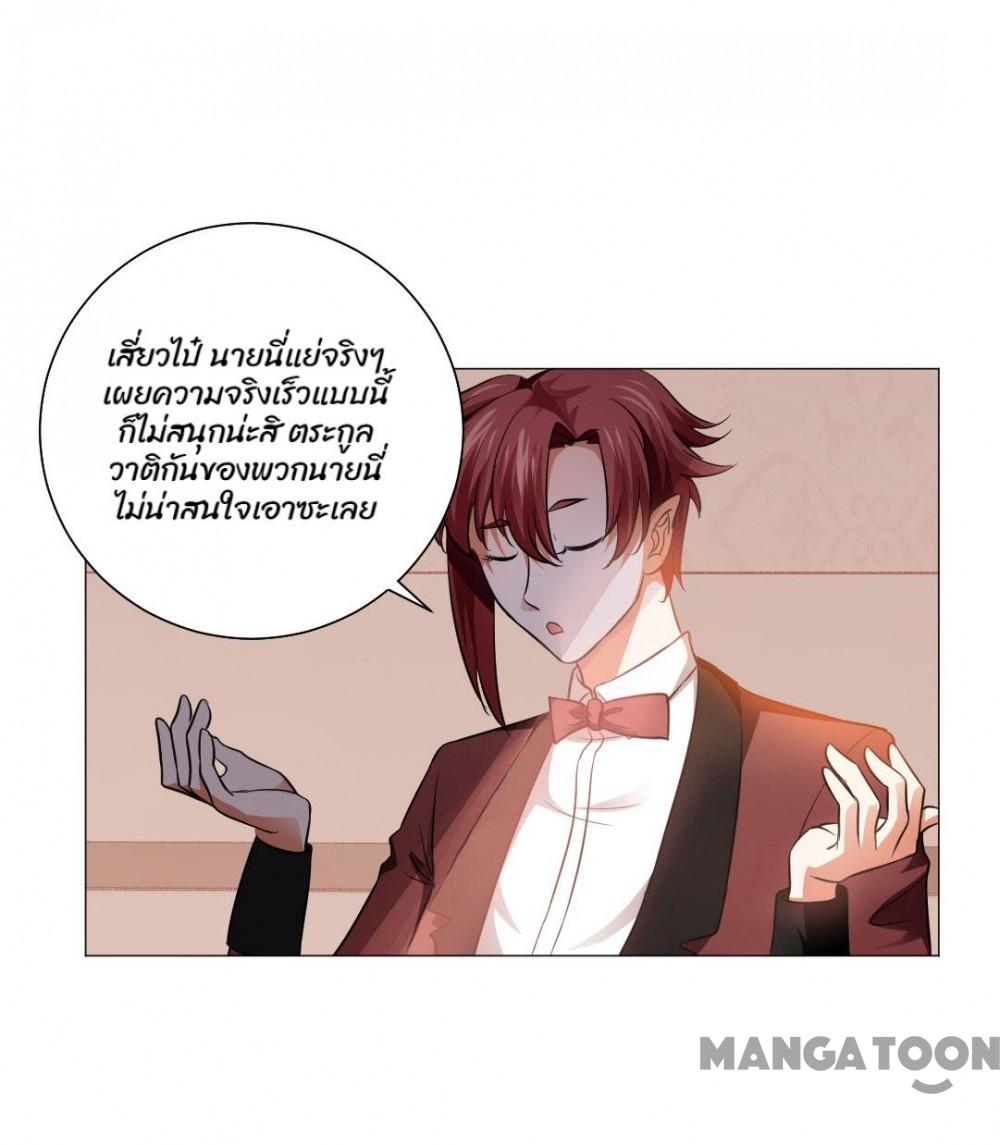 เสี่ยวไป๋ นายนี่แย่จริงๆ
เผยความจริงเร็วแบบนี้
ก็ไม่สนุกน่ะสิ ตระกูล
วาติกันของพวกนายนี่
ไม่น่าสนใจเอาซะเลย
MANGATOON